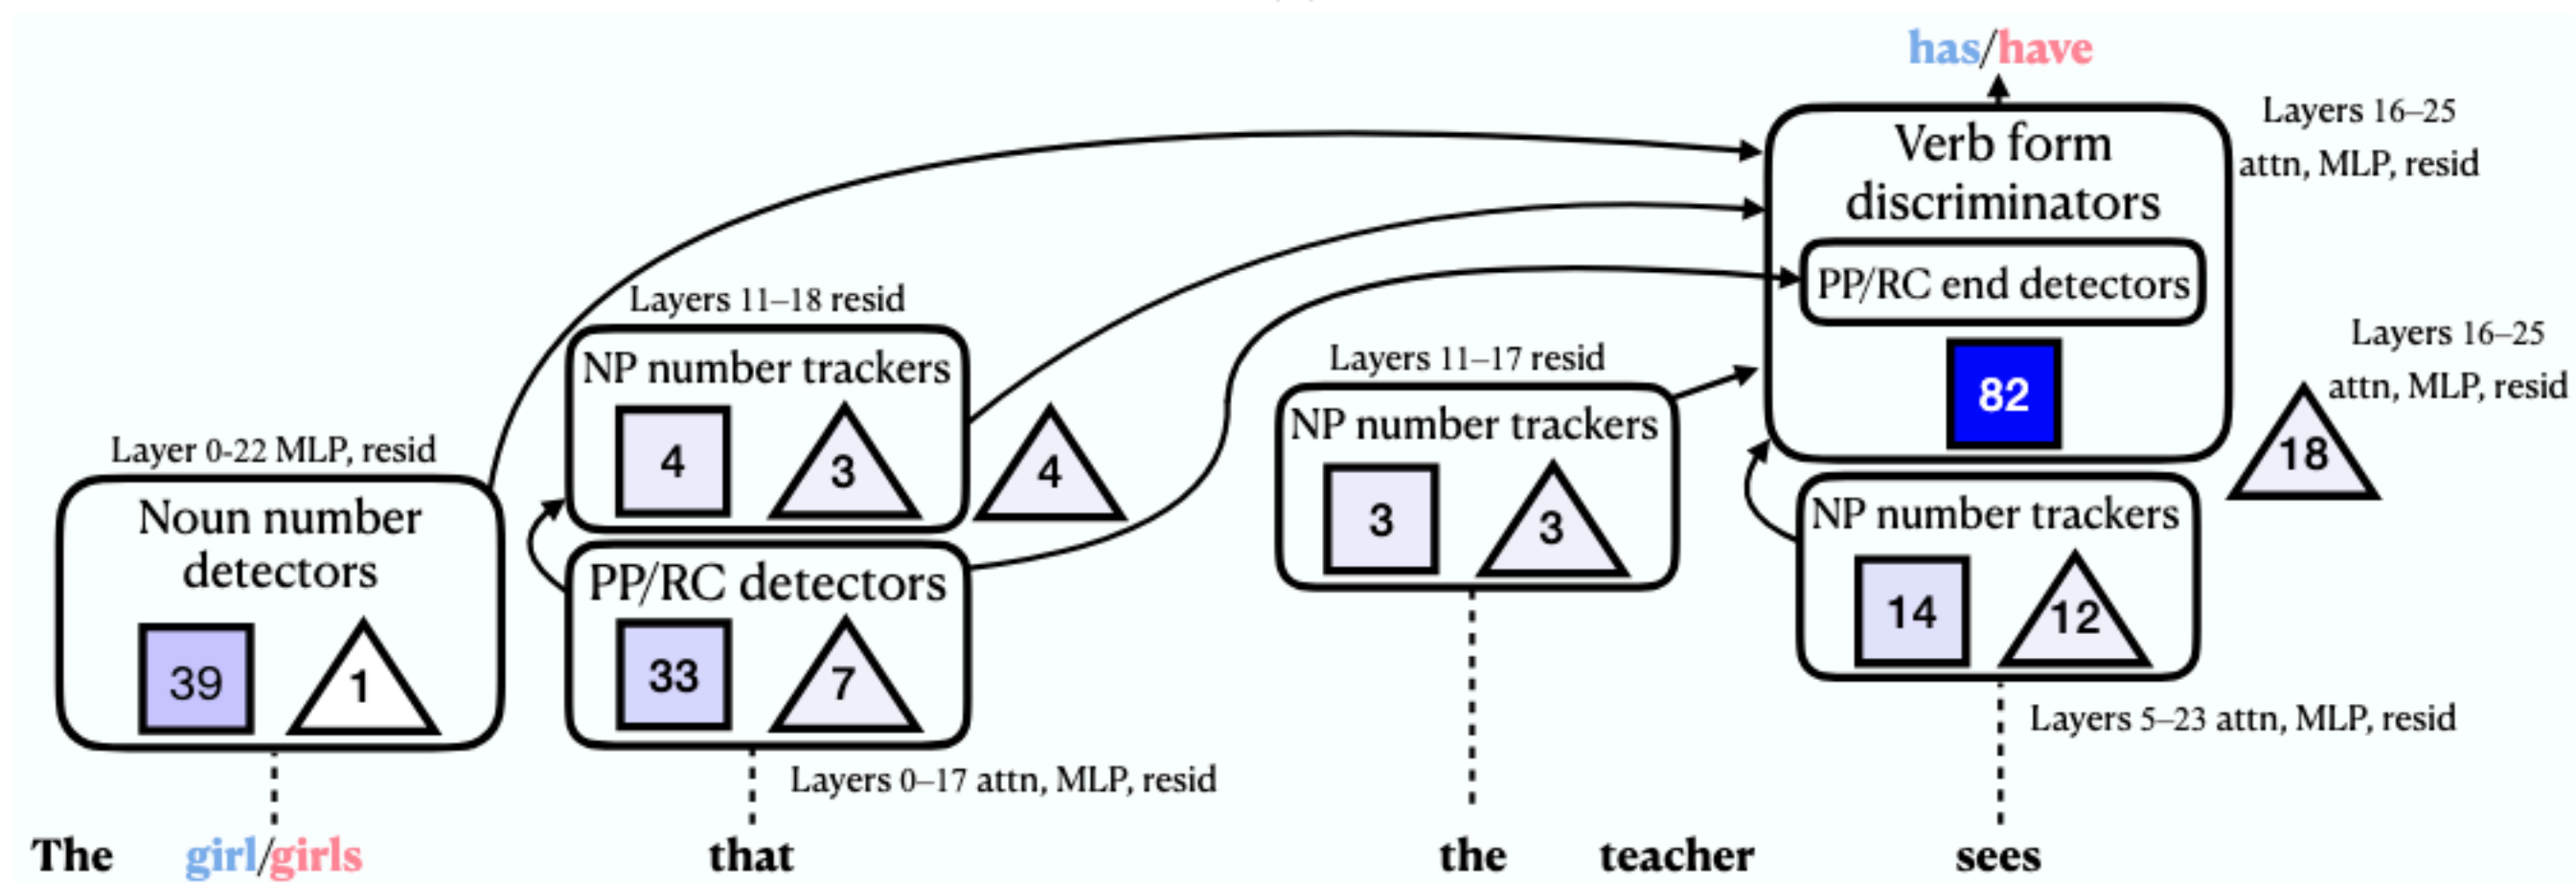 has/have
Layers 16–25
attn, MLP, resid
Verb form
discriminators
PP/RC end detectors
82
Layers 16–25
attn, MLP, resid
18
Layers 11–18 resid
NP number trackers
4
3
4
Layers 11–17 resid
NP number trackers
3
3
Layer 0-22 MLP, resid
Noun number
detectors
39
1
PP/RC detectors
33
7
Layers 0–17 attn, MLP, resid
NP number trackers
14
12
Layers 5–23 attn, MLP, resid
The girl/girls that the teacher sees